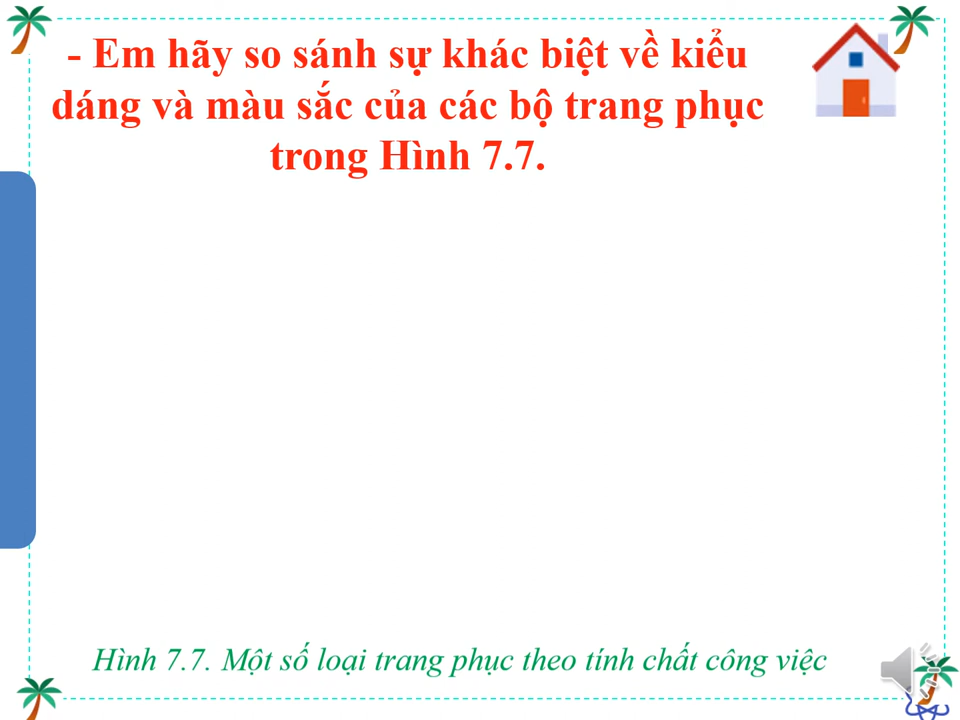 - Em hãy so sánh sự khác biệt về kiểu
dáng và màu sắc của các bộ trang phục
trong Hình 7.7.
Hình 7.7. Một số loại trang phục theo tính chất công việc